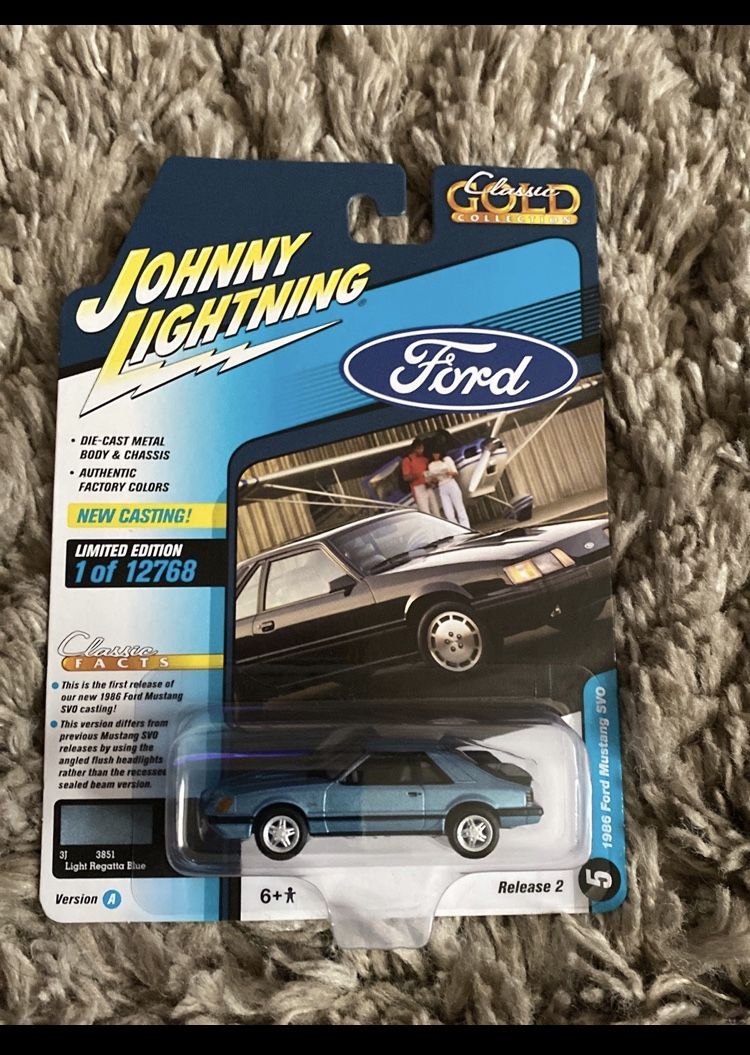 Classic
GOLD
COLLECTION
JOHNNY
LIGHTNING
Ford
• DIE-CAST METAL
BODY & CHASSIS
• AUTHENTIC
FACTORY COLORS
NEW CASTING!
LIMITED EDITION
1 of 12768
Classic
FACTS
This is the first release of
our new 1986 Ford Mustang
SVO casting!
This version differs from
previous Mustang SVO
releases by using the
angled flush headlights
rather than the recessed
sealed beam version.
3J 3851
Light Regatta Blue
Version A
6+
Release 2
5
1986 Ford Mustang SVO